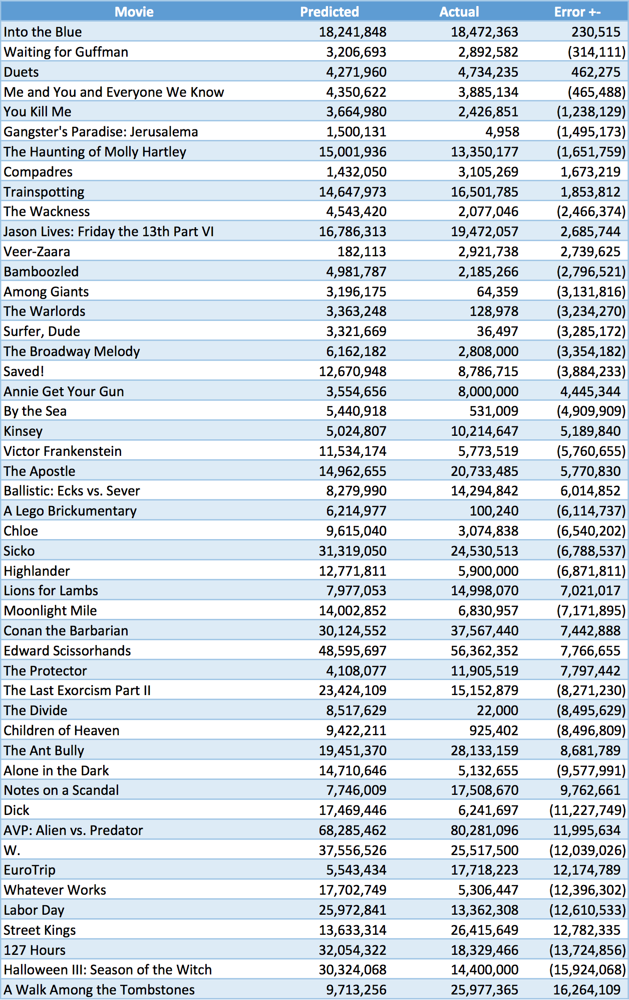 Movie Predicted Actual Error +-
Into the Blue 18,241,848 18,472,363 230,515
Waiting for Guffman 3,206,693 2,892,582 (314,111)
Duets 4,271,960 4,734,235 462,275
Me and You and Everyone We Know 4,350,622 3,885,134 (465,488)
You Kill Me 3,664,980 2,426,851 (1,238,129)
Gangster's Paradise: Jerusalema 1,500,131 4,958 (1,495,173)
The Haunting of Molly Hartley 15,001,936 13,350,177 (1,651,759)
Compadres 1,432,050 3,105,269 1,673,219
Trainspotting 14,647,973 16,501,785 1,853,812
The Wackness 4,543,420 2,077,046 (2,466,374)
Jason Lives: Friday the 13th Part VI 16,786,313 19,472,057 2,685,744
Veer-Zaara 182,113 2,921,738 2,739,625
Bamboozled 4,981,787 2,185,266 (2,796,521)
Among Giants 3,196,175 64,359 (3,131,816)
The Warlords 3,363,248 128,978 (3,234,270)
Surfer, Dude 3,321,669 36,497 (3,285,172)
The Broadway Melody 6,162,182 2,808,000 (3,354,182)
Saved! 12,670,948 8,786,715 (3,884,233)
Annie Get Your Gun 3,554,656 8,000,000 4,445,344
By the Sea 5,440,918 531,009 (4,909,909)
Kinsey 5,024,807 10,214,647 5,189,840
Victor Frankenstein 11,534,174 5,773,519 (5,760,655)
The Apostle 14,962,655 20,733,485 5,770,830
Ballistic: Ecks vs. Sever 8,279,990 14,294,842 6,014,852
A Lego Brickumentary 6,214,977 100,240 (6,114,737)
Chloe 9,615,040 3,074,838 (6,540,202)
Sicko 31,319,050 24,530,513 (6,788,537)
Highlander 12,771,811 5,900,000 (6,871,811)
Lions for Lambs 7,977,053 14,998,070 7,021,017
Moonlight Mile 14,002,852 6,830,957 (7,171,895)
Conan the Barbarian 30,124,552 37,567,440 7,442,888
Edward Scissorhands 48,595,697 56,362,352 7,766,655
The Protector 4,108,077 11,905,519 7,797,442
The Last Exorcism Part II 23,424,109 15,152,879 (8,271,230)
The Divide 8,517,629 22,000 (8,495,629)
Children of Heaven 9,422,211 925,402 (8,496,809)
The Ant Bully 19,451,370 28,133,159 8,681,789
Alone in the Dark 14,710,646 5,132,655 (9,577,991)
Notes on a Scandal 7,746,009 17,508,670 9,762,661
Dick 17,469,446 6,241,697 (11,227,749)
AVP: Alien vs. Predator 68,285,462 80,281,096 11,995,634
W. 37,556,526 25,517,500 (12,039,026)
EuroTrip 5,543,434 17,718,223 12,174,789
Whatever Works 17,702,749 5,306,447 (12,396,302)
Labor Day 25,972,841 13,362,308 (12,610,533)
Street Kings 13,633,314 26,415,649 12,782,335
127 Hours 32,054,322 18,329,466 (13,724,856)
Halloween III: Season of the Witch 30,324,068 14,400,000 (15,924,068)
A Walk Among the Tombstones 9,713,256 25,977,365 16,264,109